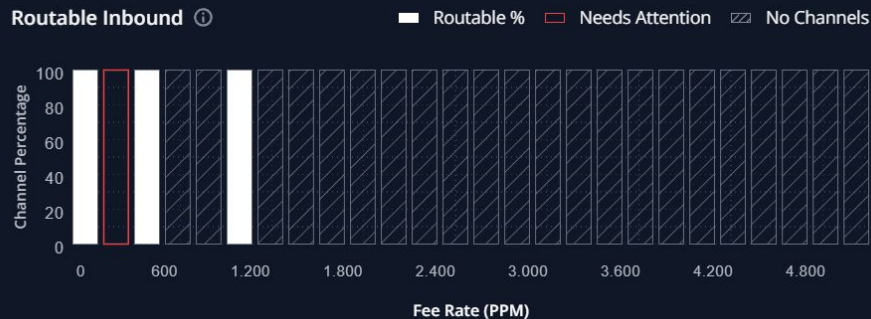 Routable Inbound
Routable % Needs Attention No Channels
Channel Percentage
100
80
60
40
20
0
0 600 1.200 1.800 2.400 3.000 3.600 4.200 4.800
Fee Rate (PPM)